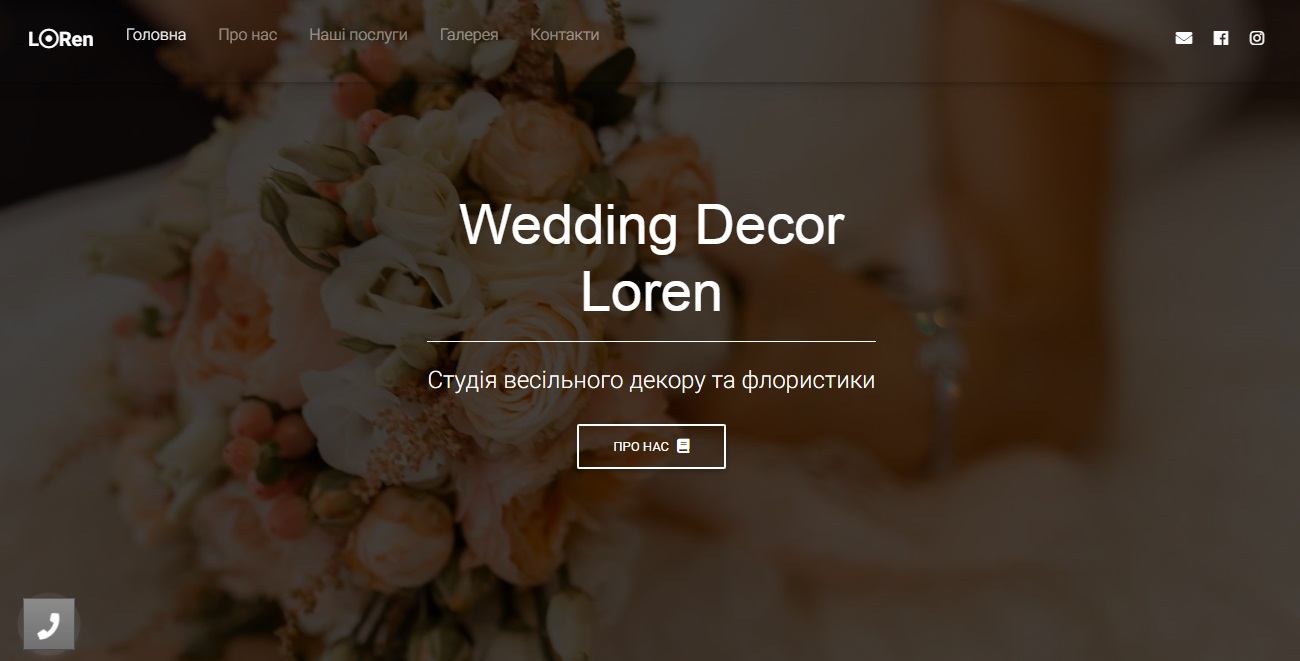 LORen Головна Про нас Наші послуги Галерея Контакти
Wedding Decor
Loren
Студія весільного декору та флористики
ПРО НАС